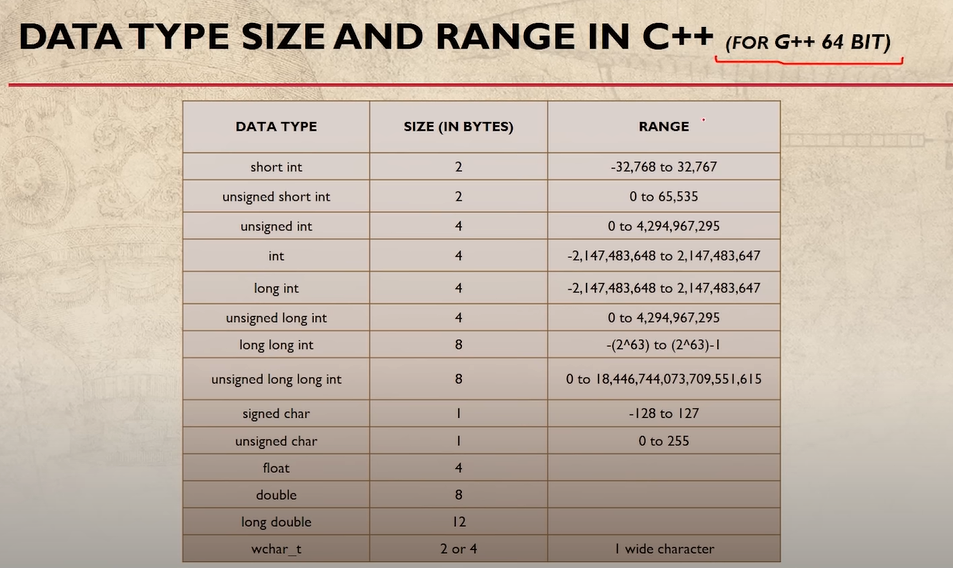 DATA TYPE SIZE AND RANGE IN C++ (FOR G++ 64 BIT)
DATA TYPE SIZE (IN BYTES) RANGE
short int 2 -32,768 to 32,767
unsigned short int 2 0 to 65,535
unsigned int 4 0 to 4,294,967,295
int 4 -2,147,483,648 to 2,147,483,647
long int 4 -2,147,483,648 to 2,147,483,647
unsigned long int 4 0 to 4,294,967,295
long long int 8 -(2^63) to (2^63)-1
unsigned long long int 8 0 to 18,446,744,073,709,551,615
signed char 1 -128 to 127
unsigned char 1 0 to 255
float 4
double 8
long double 12
wchar_t 2 or 4 1 wide character